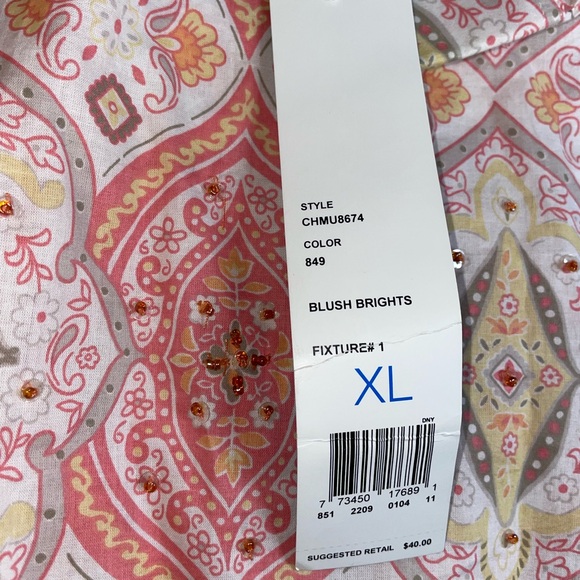 STYLE
CHMU8674
COLOR
849
BLUSH BRIGHTS
FIXTURE# 1
XL
DNY
7 73450 17689 1
851 2209 0104 11
SUGGESTED RETAIL $40.00